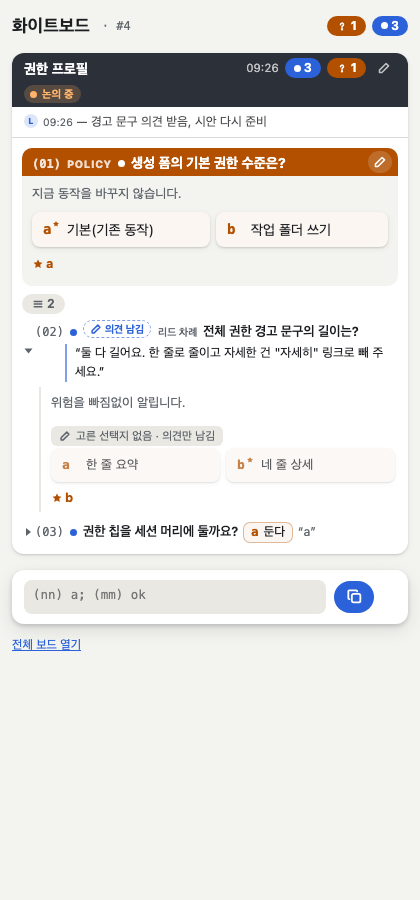 화이트보드 · #4 ? 1 3
권한 프로필 09:26 3 ? 1
논의 중
L 09:26 — 경고 문구 의견 받음, 시안 다시 준비
(01) POLICY 생성 폼의 기본 권한 수준은?
지금 동작을 바꾸지 않습니다.
a★ 기본(기존 동작) b 작업 폴더 쓰기
★ a
2
(02) 의견 남김 리드 차례 전체 권한 경고 문구의 길이는?
“둘 다 길어요. 한 줄로 줄이고 자세한 건 "자세히" 링크로 빼 주
세요.”
위험을 빠짐없이 알립니다.
고른 선택지 없음 · 의견만 남김
a 한 줄 요약 b★ 네 줄 상세
★ b
(03) 권한 칩을 세션 머리에 둘까요? a 둔다 “a”
(nn) a; (mm) ok
전체 보드 열기